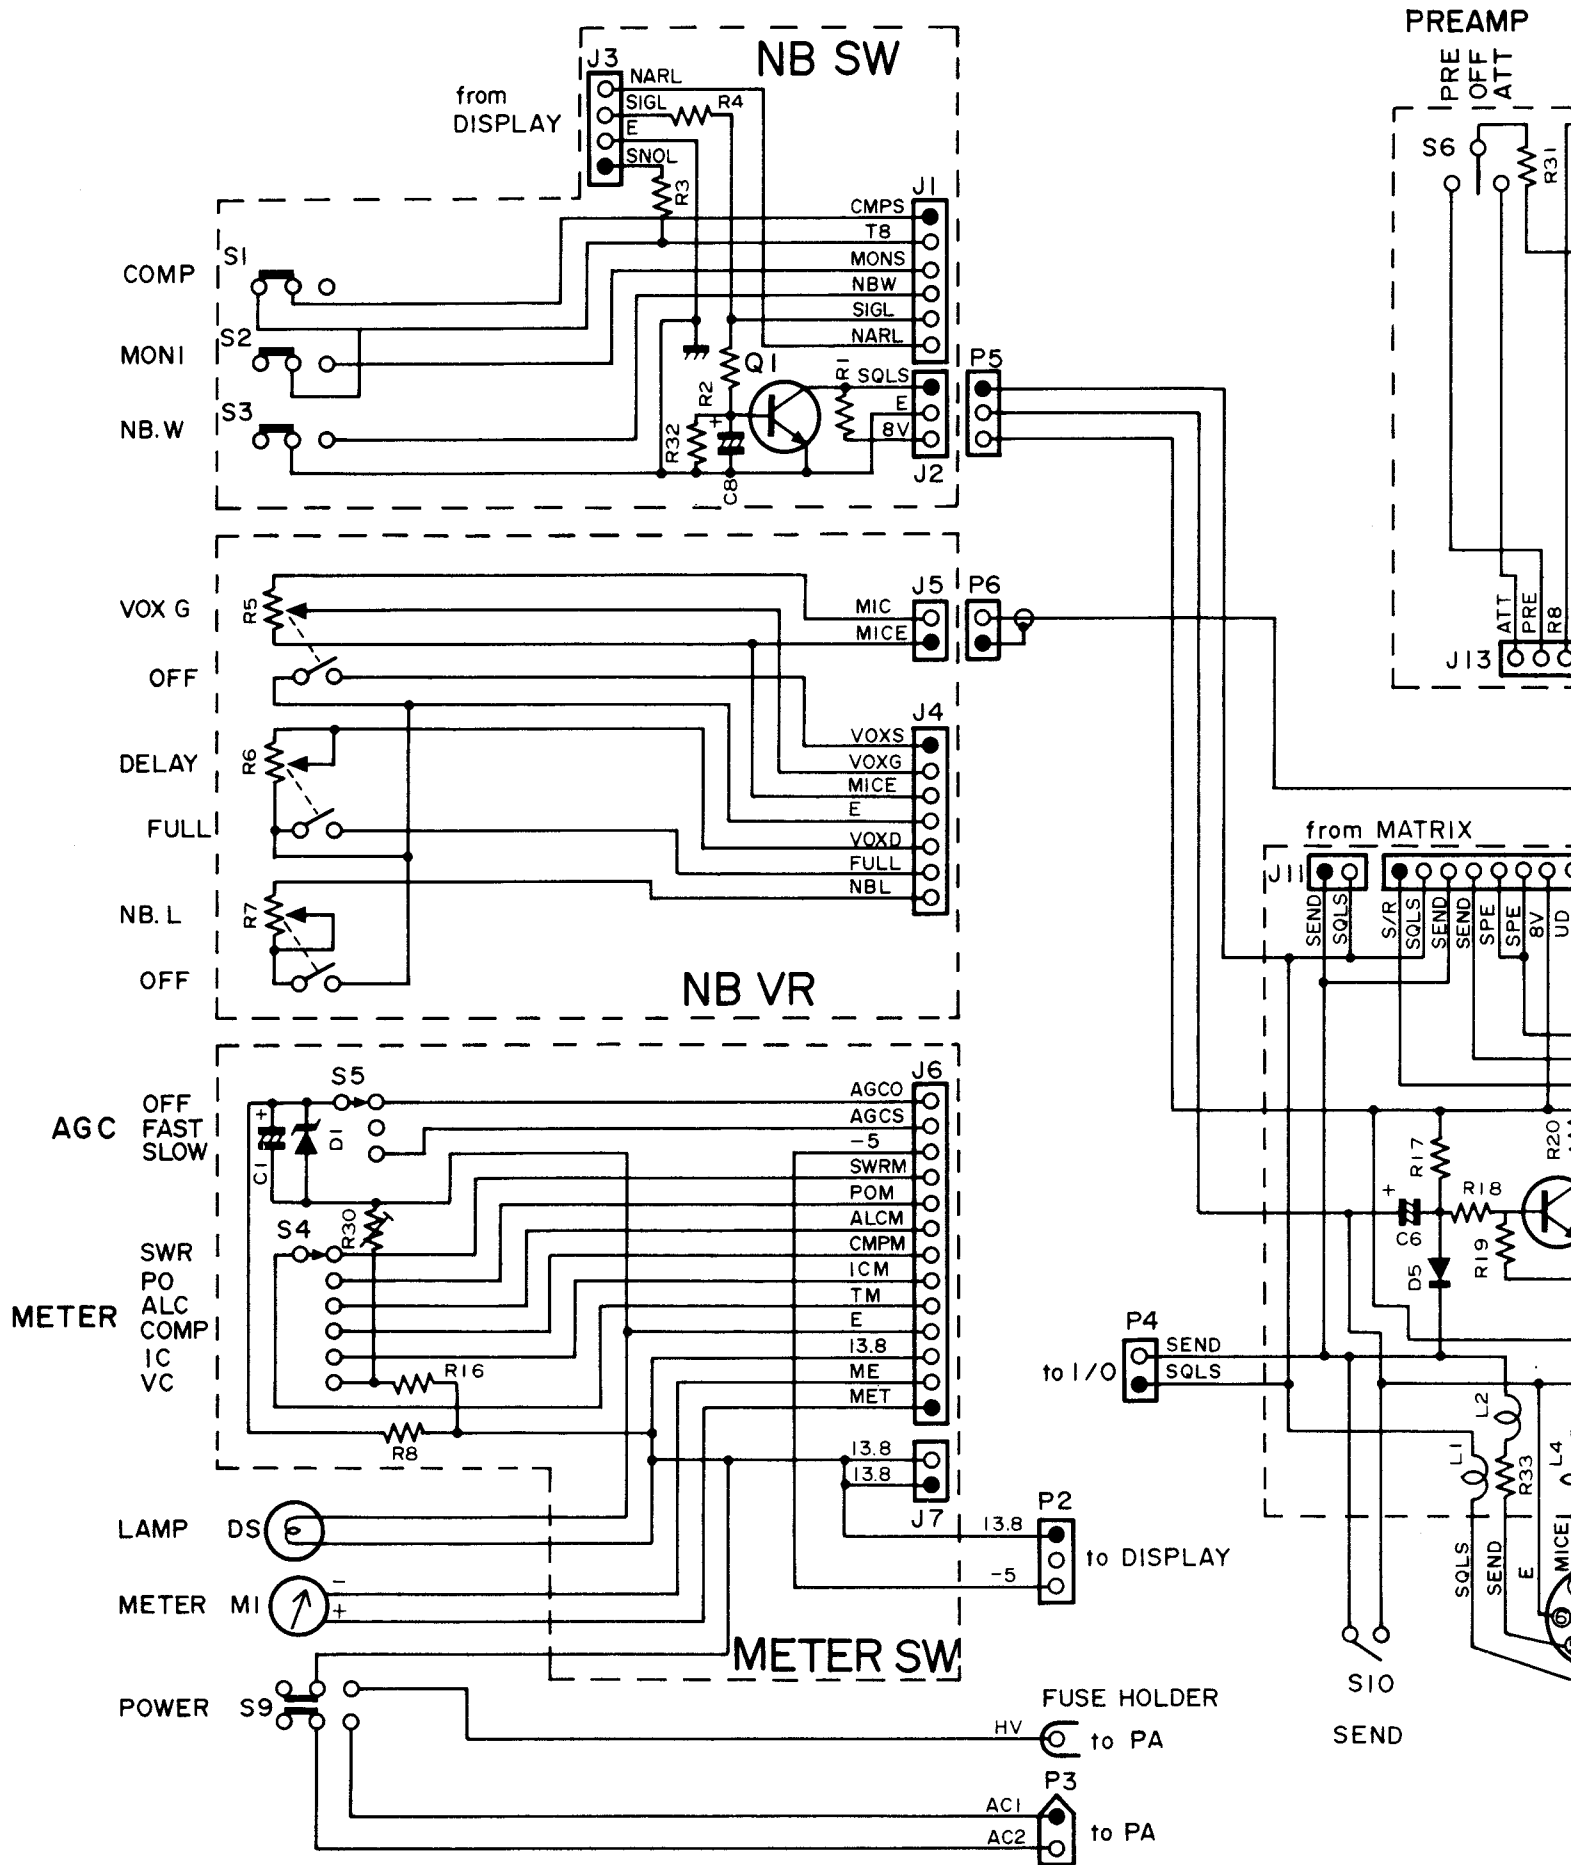 PREAMP
PRE
OFF
ATT
NB SW
J3
NARL
from
DISPLAY
SIGL
R4
E
SNOL
R3
S6
R31
J1
CMPS
T8
MONS
NBW
SIGL
NARL
COMP
S1
MONI
S2
NB.W
S3
R2
Q1
R1
SQLS
E
8V
J2
P5
R32
+
C8
VOX G
R5
MIC
MICE
J5
P6
OFF
ATT
PRE
R8
J13
DELAY
R6
J4
VOXS
VOXG
MICE
E
VOXD
FULL
NBL
FULL
NB.L
R7
OFF
NB VR
from MATRIX
J11
SEND
SQLS
S/R
SQLS
SEND
SEND
SPE
SPE
8V
UD
AGC
OFF
FAST
SLOW
S5
+
C1
D1
J6
AGCO
AGCS
-5
SWRM
POM
ALCM
CMPM
ICM
TM
E
13.8
ME
MET
S4
R30
METER
SWR
PO
ALC
COMP
IC
VC
R16
R8
13.8
13.8
J7
R17
R20
+
C6
R18
R19
D5
P4
to I/O
SEND
SQLS
L2
L1
R33
L4
SQLS
SEND
E
MICE
LAMP
DS
P2
13.8
to DISPLAY
-5
METER
M1
-
+
METER SW
S10
SEND
POWER
S9
FUSE HOLDER
HV
to PA
P3
AC1
AC2
to PA